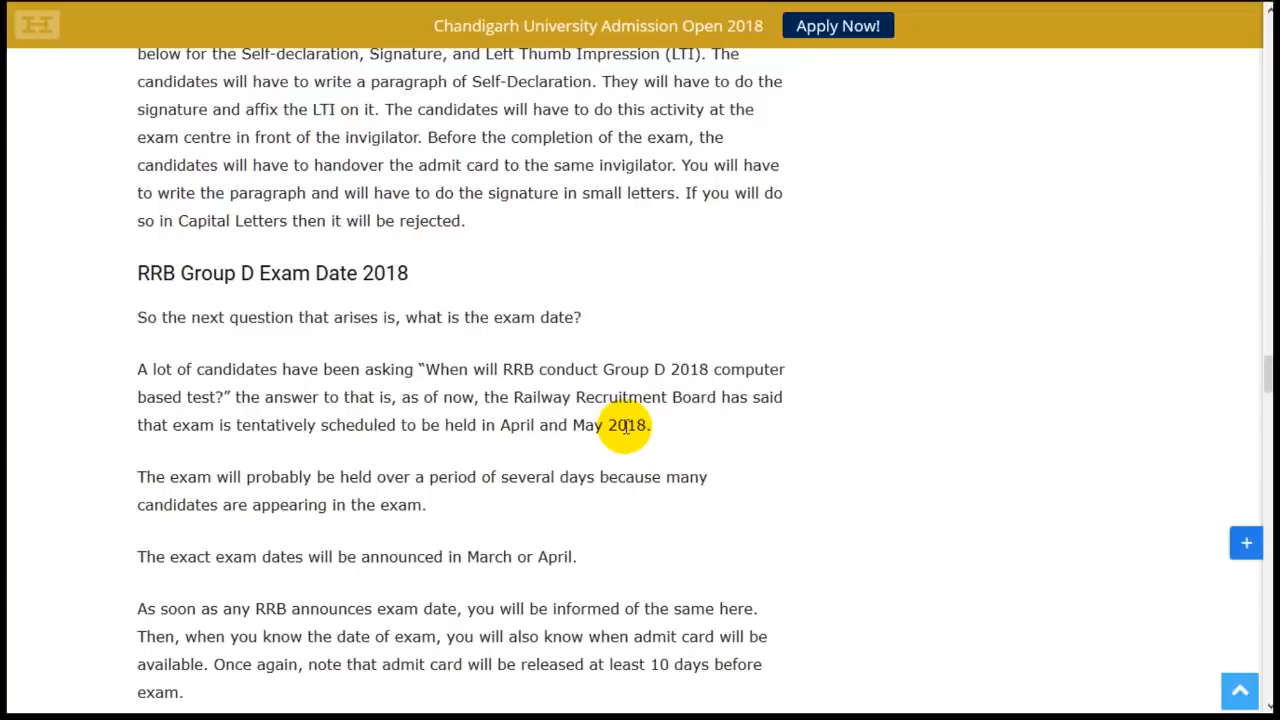 Chandigarh University Admission Open 2018 Apply Now!
below for the Self-declaration, Signature, and Left Thumb Impression (LTI). The
candidates will have to write a paragraph of Self-Declaration. They will have to do the
signature and affix the LTI on it. The candidates will have to do this activity at the
exam centre in front of the invigilator. Before the completion of the exam, the
candidates will have to handover the admit card to the same invigilator. You will have
to write the paragraph and will have to do the signature in small letters. If you will do
so in Capital Letters then it will be rejected.
RRB Group D Exam Date 2018
So the next question that arises is, what is the exam date?
A lot of candidates have been asking “When will RRB conduct Group D 2018 computer
based test?” the answer to that is, as of now, the Railway Recruitment Board has said
that exam is tentatively scheduled to be held in April and May 2018.
The exam will probably be held over a period of several days because many
candidates are appearing in the exam.
The exact exam dates will be announced in March or April.
As soon as any RRB announces exam date, you will be informed of the same here.
Then, when you know the date of exam, you will also know when admit card will be
available. Once again, note that admit card will be released at least 10 days before
exam.